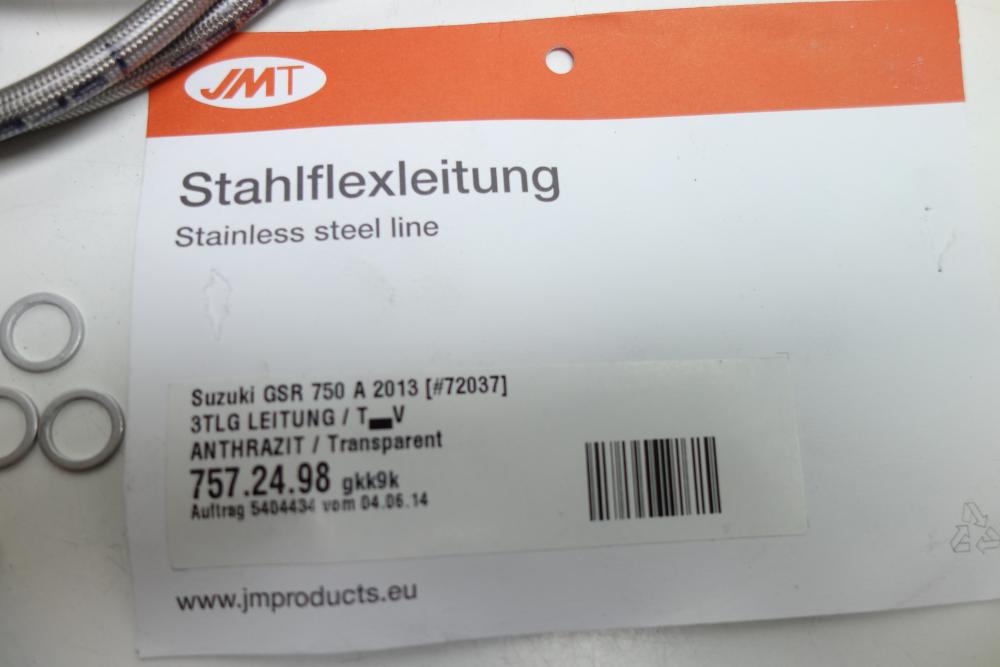 JMT
Stahlflexleitung
Stainless steel line
Suzuki GSR 750 A 2013 [#72037]
3TLG LEITUNG / T▬V
ANTHRAZIT / Transparent
757.24.98 gkk9k
Auftrag 5404434 vom 04.06.14
www.jmproducts.eu